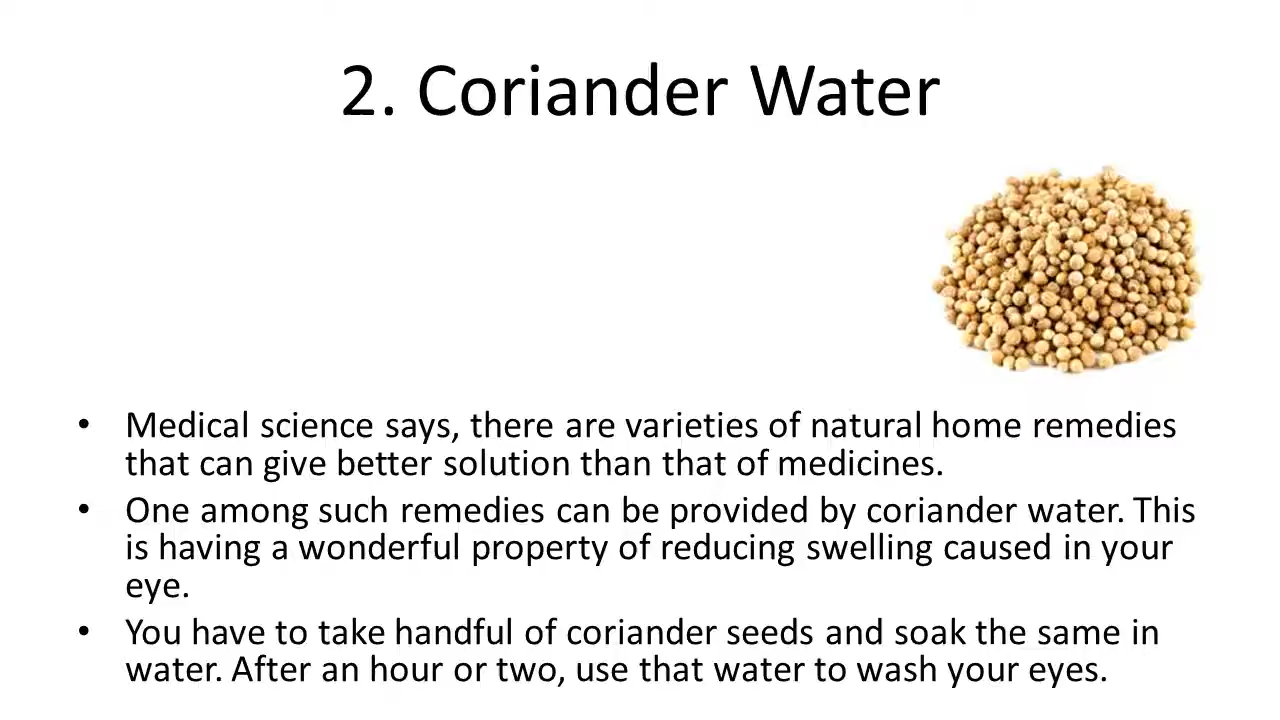 2. Coriander Water
• Medical science says, there are varieties of natural home remedies
that can give better solution than that of medicines.
• One among such remedies can be provided by coriander water. This
is having a wonderful property of reducing swelling caused in your
eye.
• You have to take handful of coriander seeds and soak the same in
water. After an hour or two, use that water to wash your eyes.